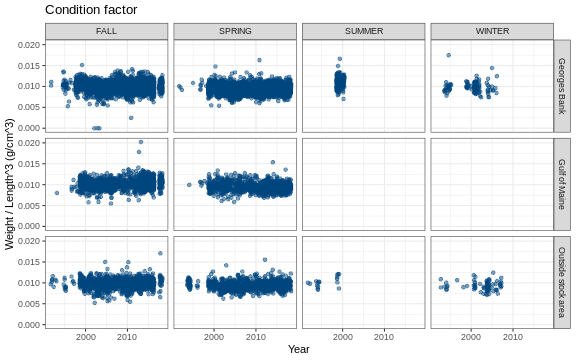 Condition factor
FALL SPRING SUMMER WINTER
0.020
0.015
0.010
0.005
0.000
Georges Bank
0.020
0.015
0.010
0.005
0.000
Gulf of Maine
0.020
0.015
0.010
0.005
0.000
Outside stock area
Weight / Length^3 (g/cm^3)
2000 2010 2000 2010 2000 2010 2000 2010
Year